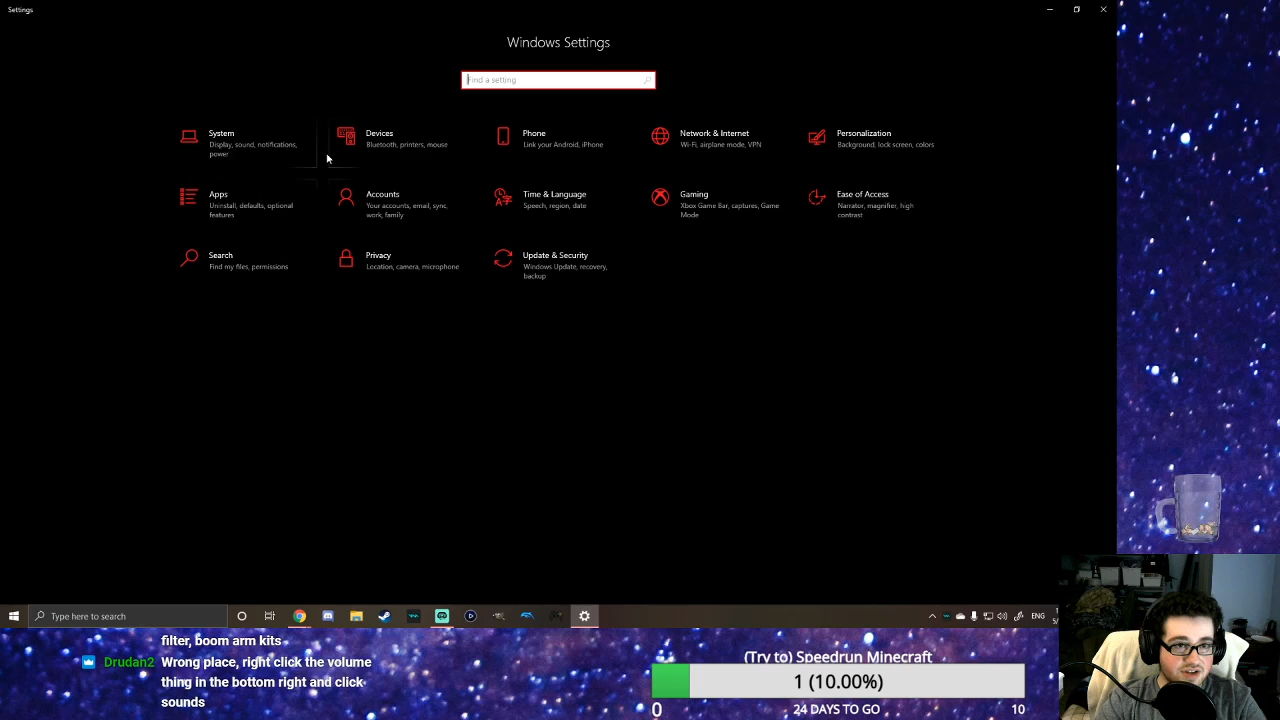 Settings
Windows Settings
Find a setting
System
Display, sound, notifications,
power
Devices
Bluetooth, printers, mouse
Phone
Link your Android, iPhone
Network & Internet
Wi-Fi, airplane mode, VPN
Personalization
Background, lock screen, colors
Apps
Uninstall, defaults, optional
features
Accounts
Your accounts, email, sync,
work, family
Time & Language
Speech, region, date
Gaming
Xbox Game Bar, captures, Game
Mode
Ease of Access
Narrator, magnifier, high
contrast
Search
Find my files, permissions
Privacy
Location, camera, microphone
Update & Security
Windows Update, recovery,
backup
Type here to search
ENG
filter, boom arm kits
Drudan2 Wrong place, right click the volume
thing in the bottom right and click
sounds
(Try to) Speedrun Minecraft
1 (10.00%)
0
24 DAYS TO GO
10